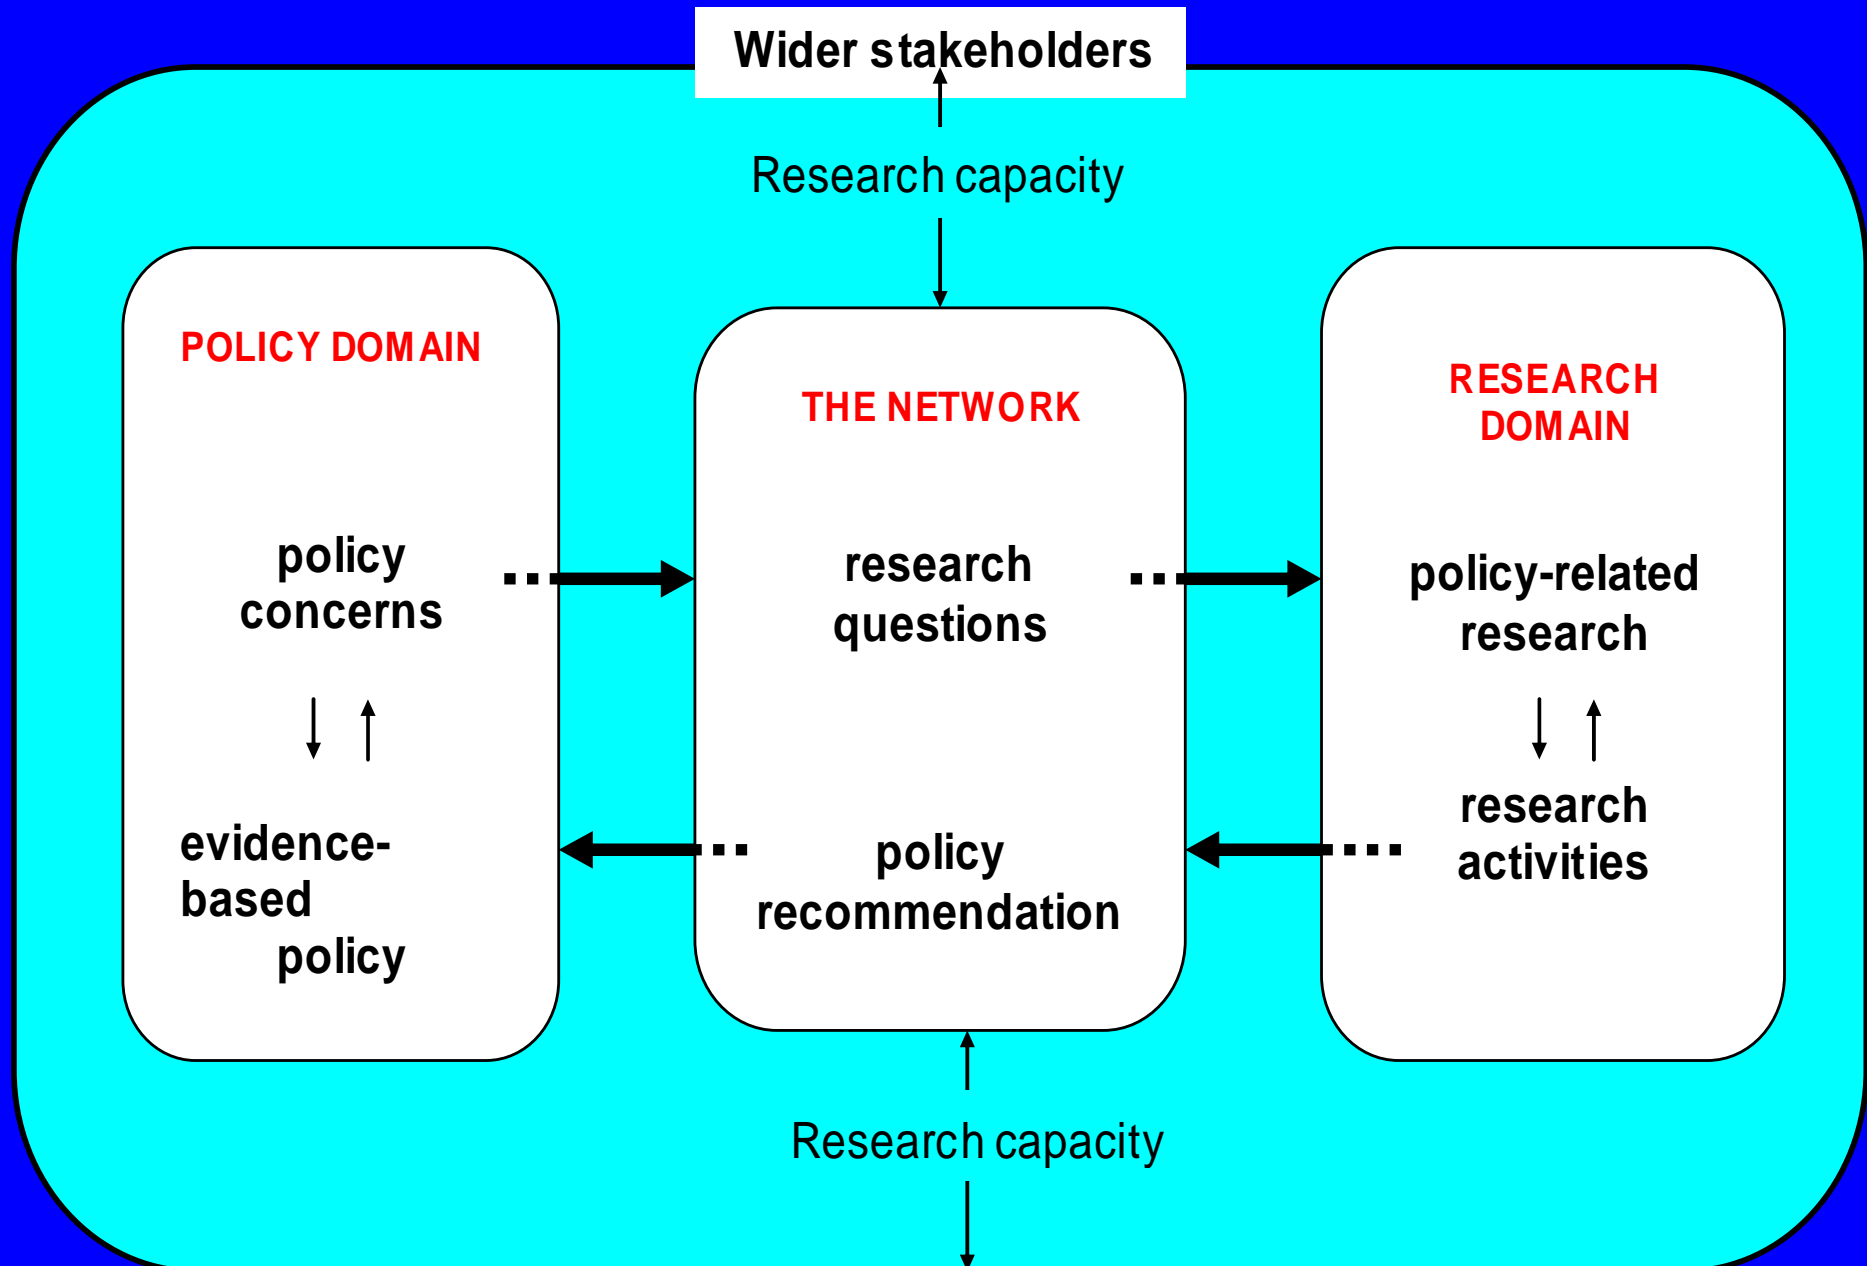 Wider stakeholders
Research capacity
POLICY DOMAIN
policy
concerns
evidence-
based
policy
THE NETWORK
research
questions
policy
recommendation
RESEARCH
DOMAIN
policy-related
research
research
activities
Research capacity